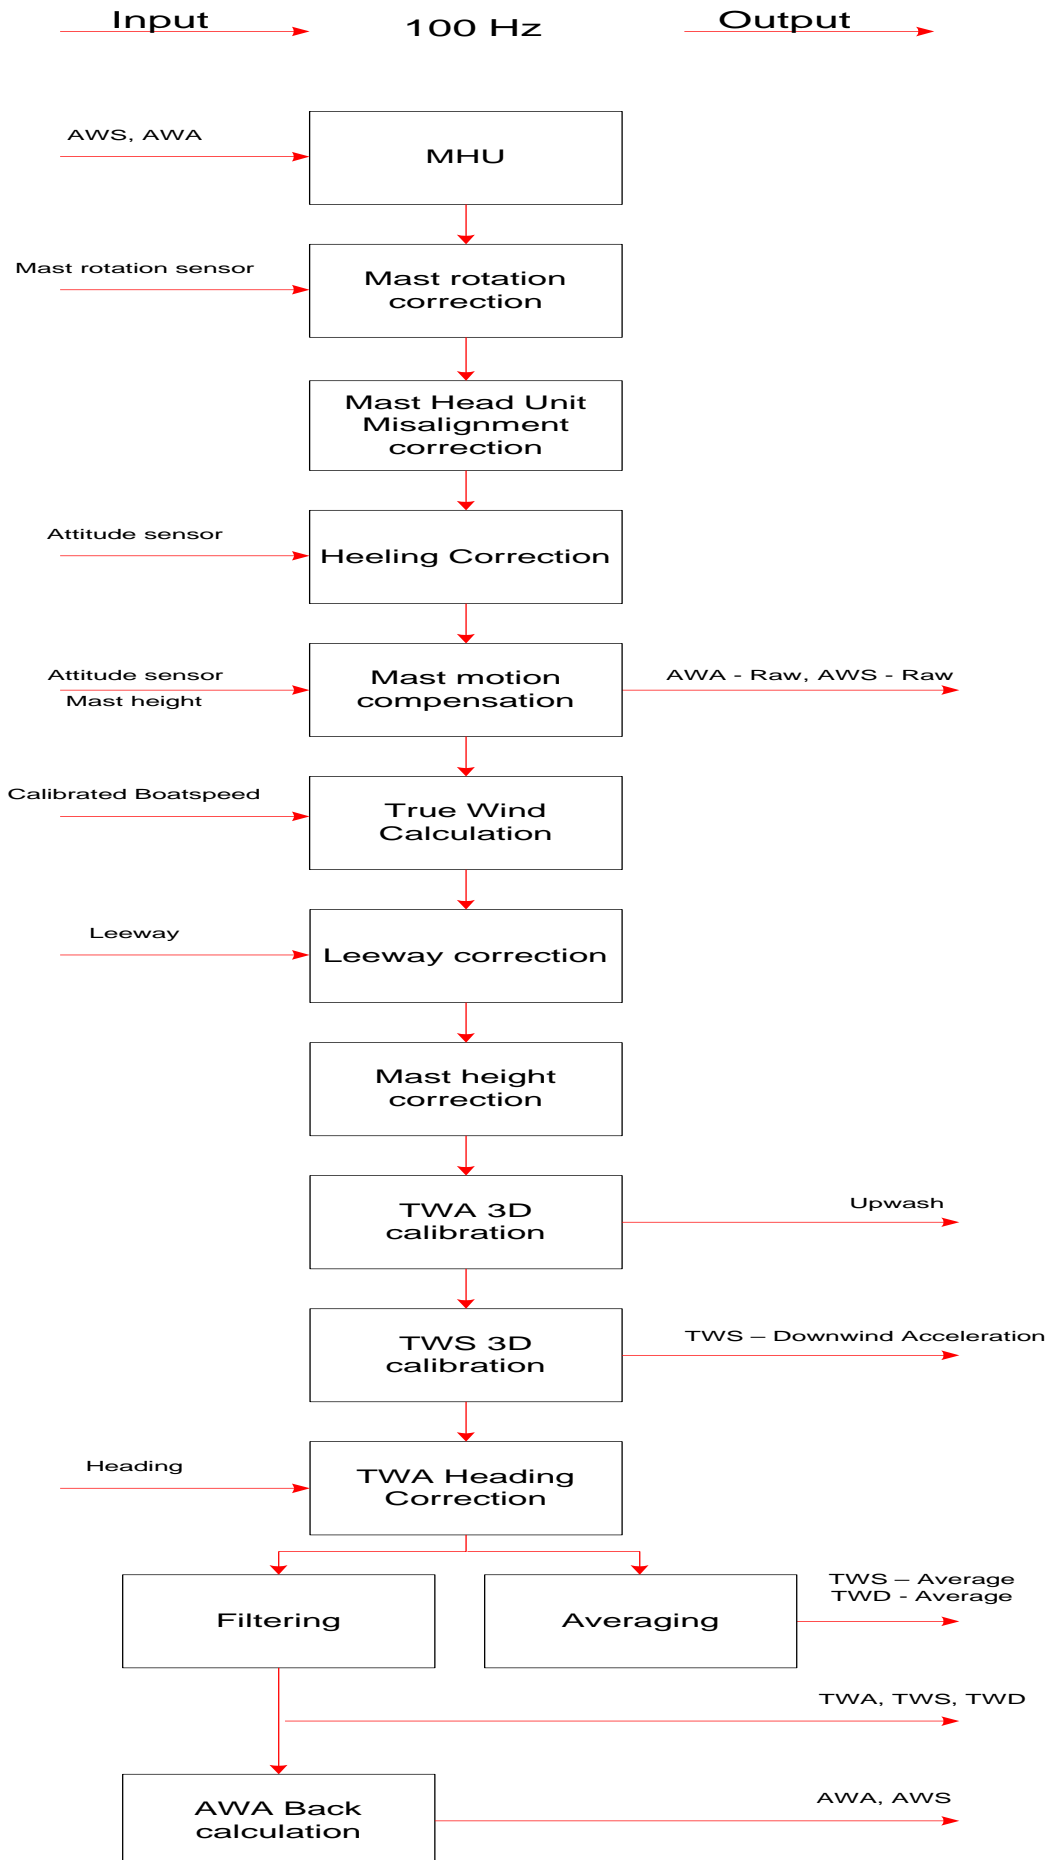 Input
100 Hz
Output
AWS, AWA
MHU
Mast rotation sensor
Mast rotation
correction
Mast Head Unit
Misalignment
correction
Attitude sensor
Heeling Correction
Attitude sensor
Mast height
Mast motion
compensation
AWA - Raw, AWS - Raw
Calibrated Boatspeed
True Wind
Calculation
Leeway
Leeway correction
Mast height
correction
TWA 3D
calibration
Upwash
TWS 3D
calibration
TWS – Downwind Acceleration
Heading
TWA Heading
Correction
Filtering
Averaging
TWS – Average
TWD - Average
TWA, TWS, TWD
AWA Back
calculation
AWA, AWS